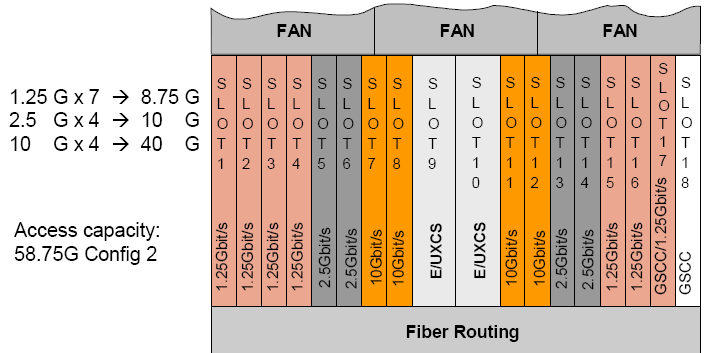 FAN FAN FAN
1.25 G x 7 → 8.75 G
2.5 G x 4 → 10 G
10 G x 4 → 40 G
Access capacity:
58.75G Config 2
SLOT1 1.25Gbit/s
SLOT2 1.25Gbit/s
SLOT3 1.25Gbit/s
SLOT4 1.25Gbit/s
SLOT5 2.5Gbit/s
SLOT6 2.5Gbit/s
SLOT7 10Gbit/s
SLOT8 10Gbit/s
SLOT9 E/UXCS
SLOT10 E/UXCS
SLOT11 10Gbit/s
SLOT12 10Gbit/s
SLOT13 2.5Gbit/s
SLOT14 2.5Gbit/s
SLOT15 1.25Gbit/s
SLOT16 1.25Gbit/s
SLOT17 GSCC/1.25Gbit/s
SLOT18 GSCC
Fiber Routing